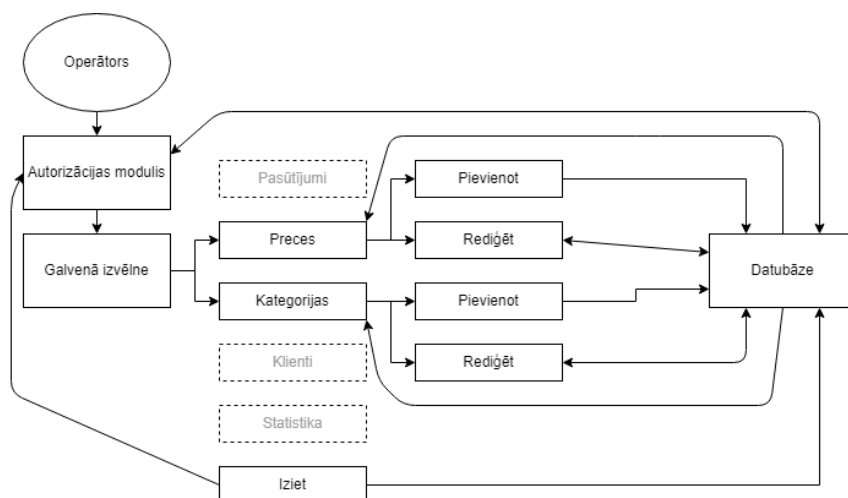 Operātors
Autorizācijas modulis
Pasūtījumi
Pievienot
Preces
Rediģēt
Galvenā izvēlne
Datubāze
Kategorijas
Pievienot
Klienti
Rediģēt
Statistika
Iziet